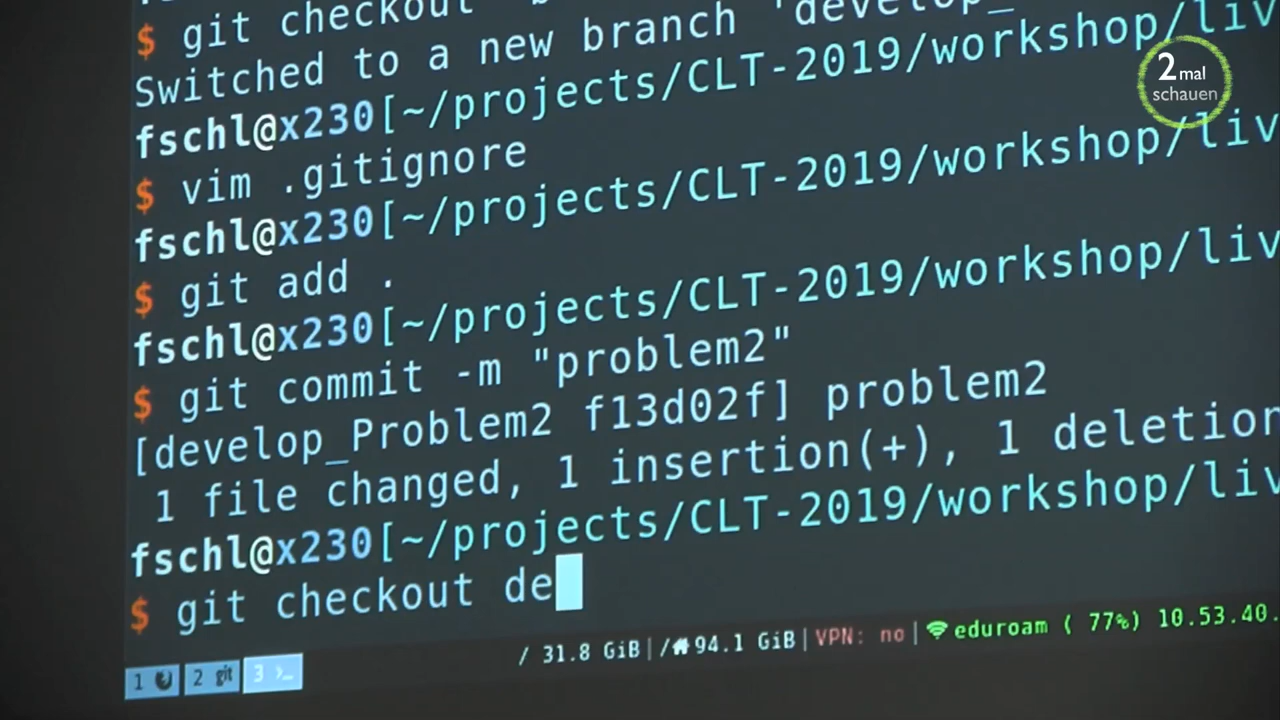 $ git checkout
Switched to a new branch 'develop_
fschl@x230[~/projects/CLT-2019/workshop/liv
$ vim .gitignore
fschl@x230[~/projects/CLT-2019/workshop/liv
$ git add .
fschl@x230[~/projects/CLT-2019/workshop/liv
$ git commit -m "problem2"
[develop_Problem2 f13d02f] problem2
1 file changed, 1 insertion(+), 1 deletion
fschl@x230[~/projects/CLT-2019/workshop/liv
$ git checkout de
/ 31.8 GiB| / 94.1 GiB|VPN: no | eduroam ( 77%) 10.53.40.
1 2 git 3 >_
2mal
schauen